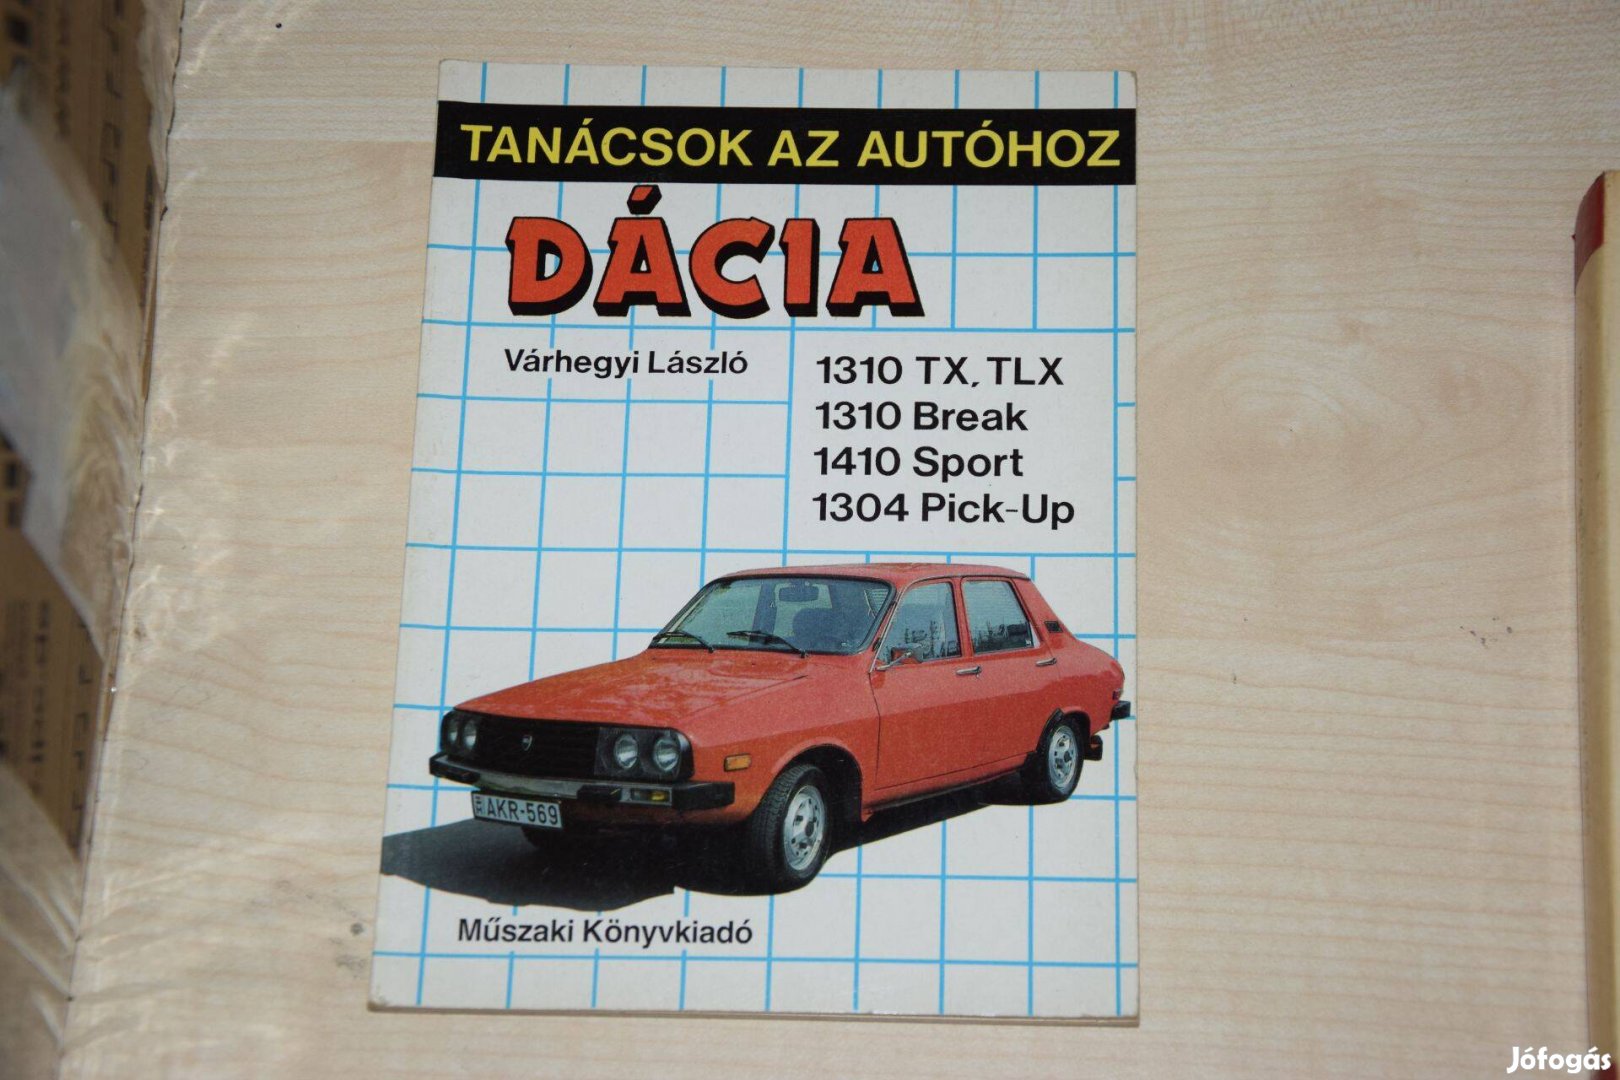 TANÁCSOK AZ AUTÓHOZ
DÁCIA
Várhegyi László
1310 TX, TLX
1310 Break
1410 Sport
1304 Pick-Up
AKR-569
Műszaki Könyvkiadó
Jófogás